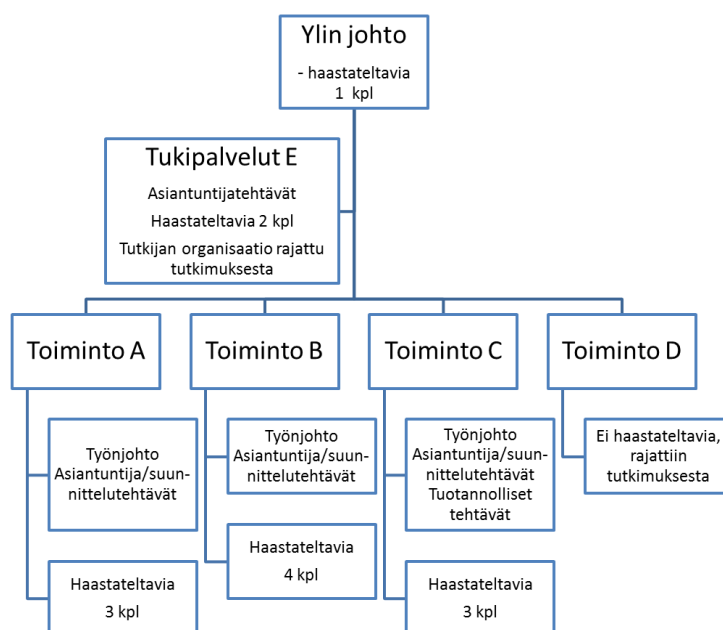 Ylin johto
- haastateltavia
1 kpl
Tukipalvelut E
Asiantuntijatehtävät
Haastateltavia 2 kpl
Tutkijan organisaatio rajattu
tutkimuksesta
Toiminto A
Toiminto B
Toiminto C
Toiminto D
Työnjohto
Asiantuntija/suun-
nittelutehtävät
Haastateltavia
3 kpl
Työnjohto
Asiantuntija/suun-
nittelutehtävät
Haastateltavia
4 kpl
Työnjohto
Asiantuntija/suun-
nittelutehtävät
Tuotannolliset
tehtävät
Haastateltavia
3 kpl
Ei haastateltavia,
rajattiin
tutkimuksesta